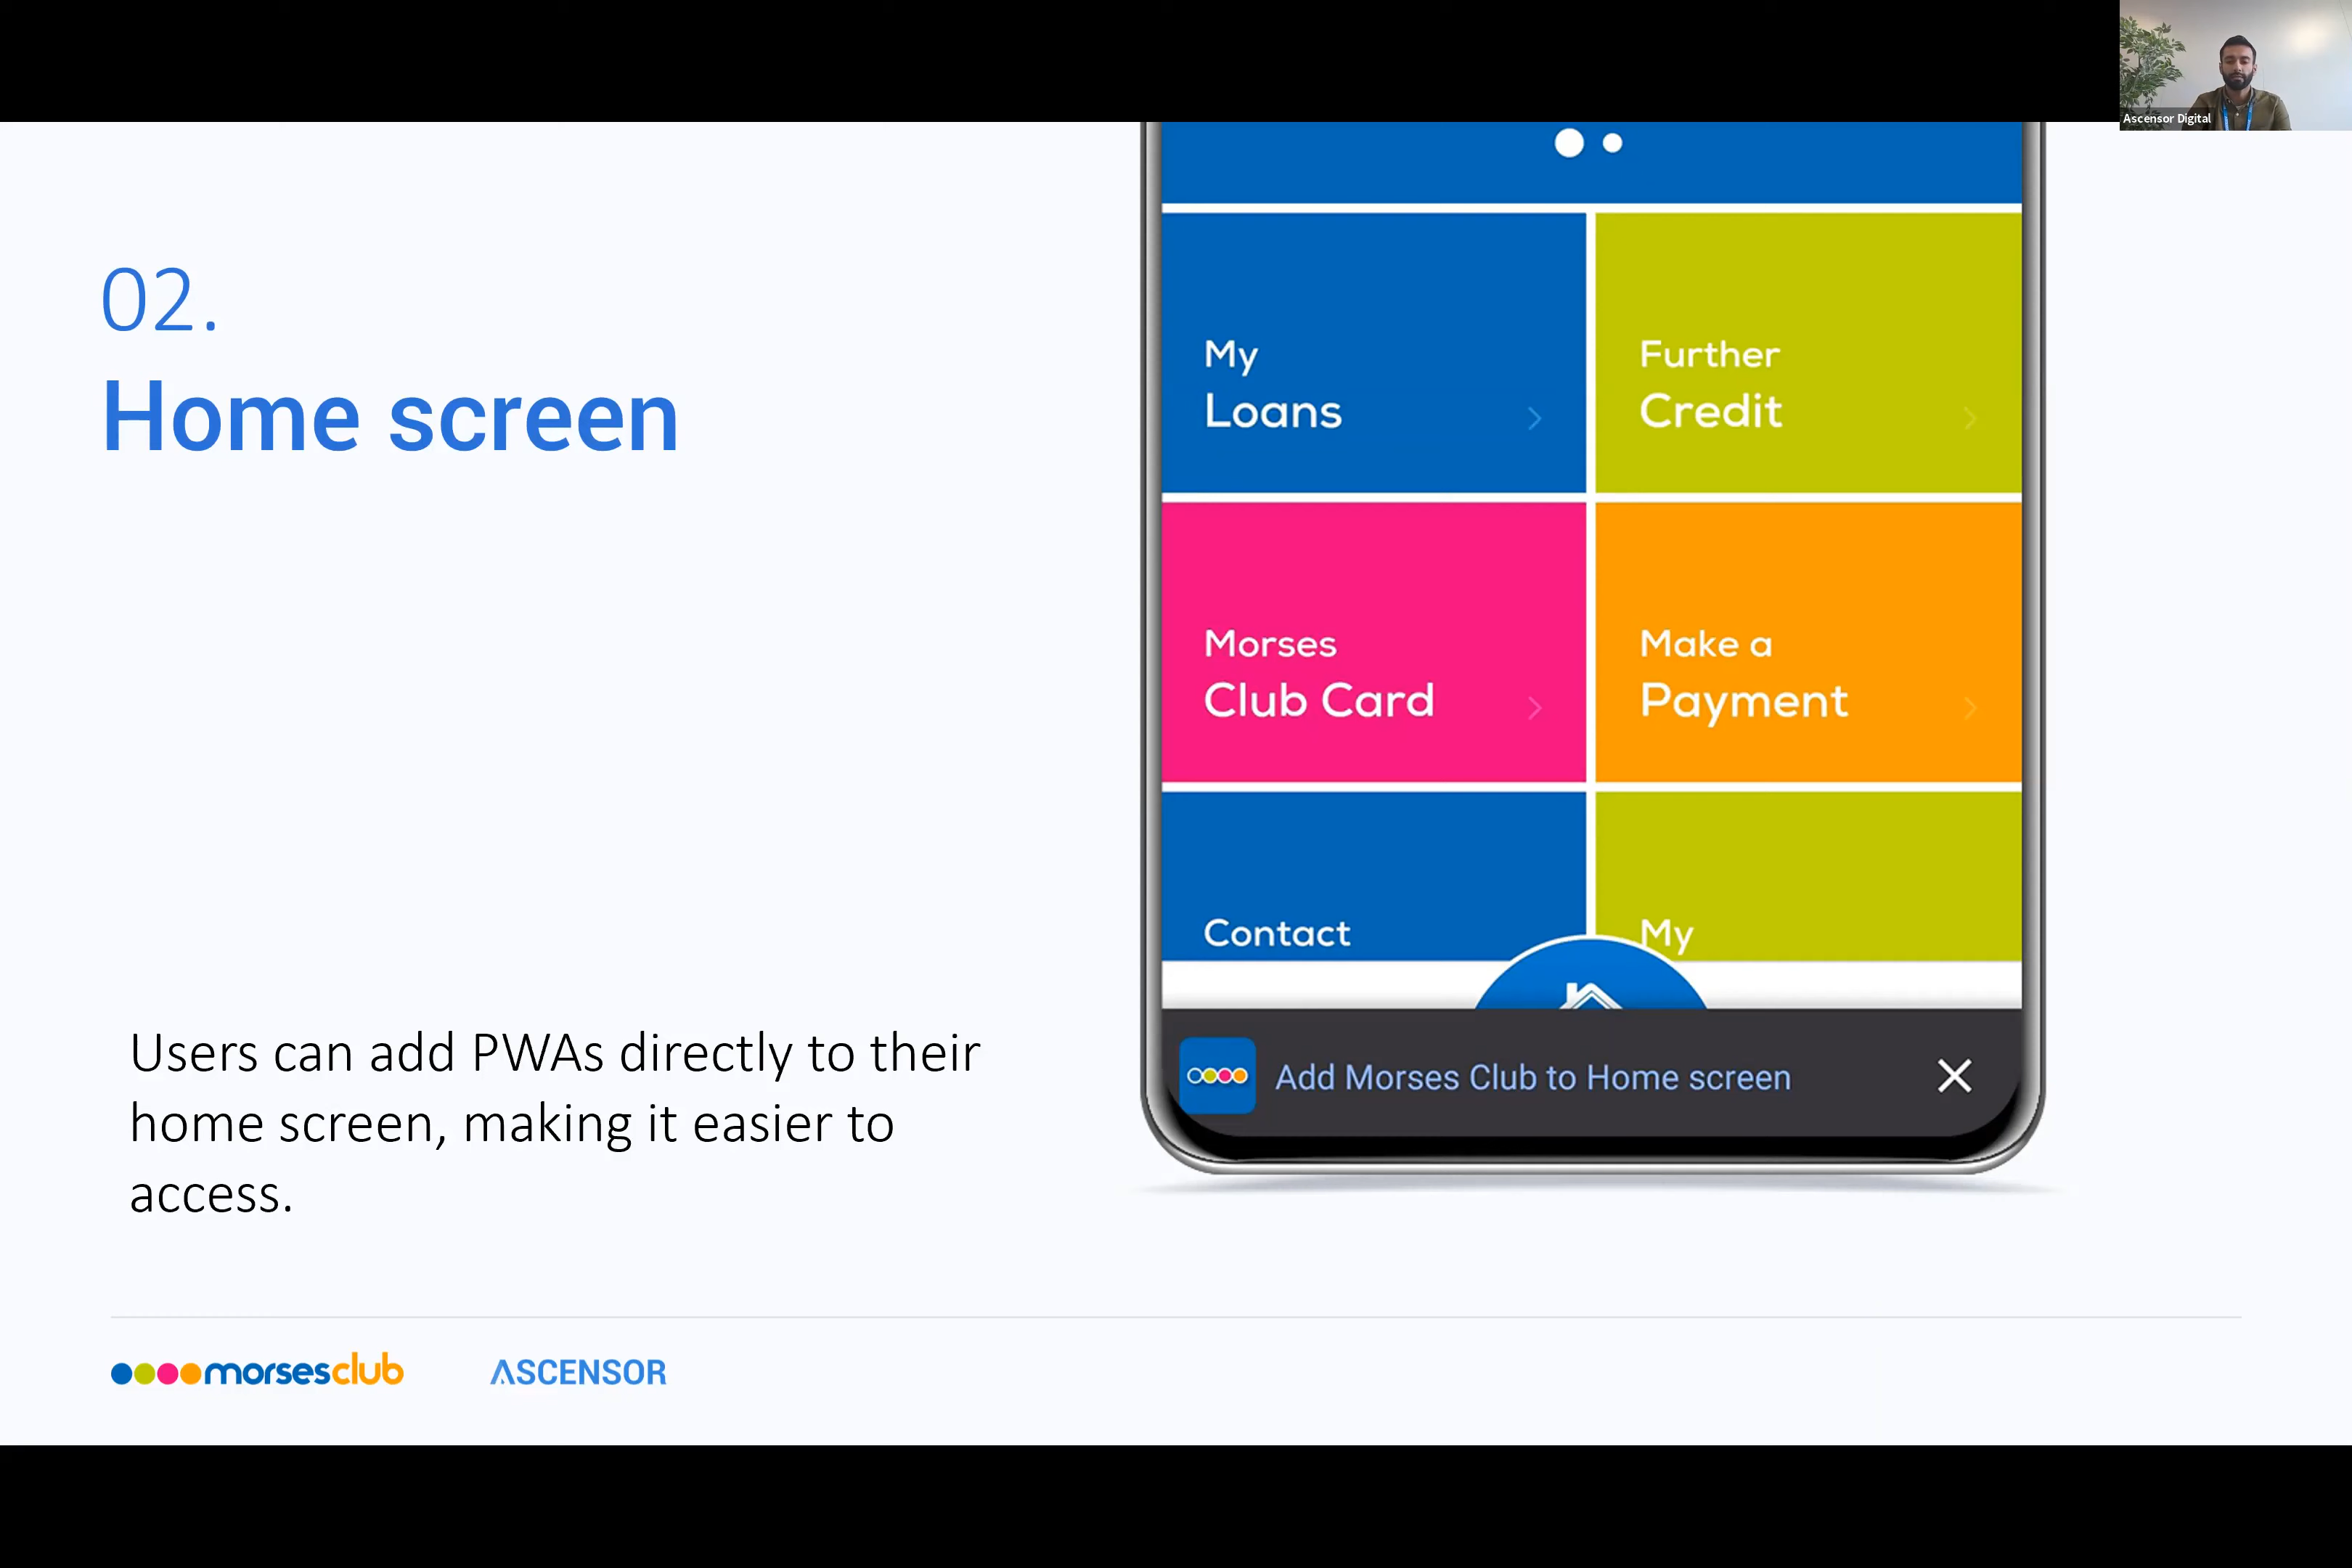 Ascensor Digital
02.
Home screen
My
Loans
Further
Credit
Morses
Club Card
Make a
Payment
Contact
My
Add Morses Club to Home screen
Users can add PWAs directly to their
home screen, making it easier to
access.
morsesclub
ASCENSOR